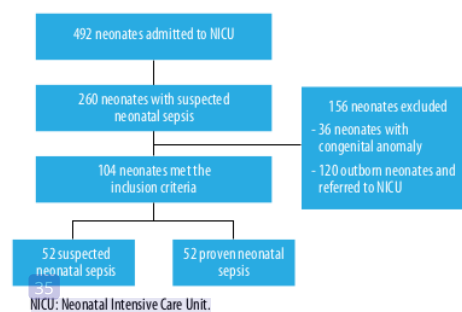 492 neonates admitted to NICU
260 neonates with suspected
neonatal sepsis
156 neonates excluded
- 36 neonates with
congenital anomaly
- 120 outborn neonates and
referred to NICU
104 neonates met the
inclusion criteria
52 suspected
neonatal sepsis
52 proven neonatal
sepsis
35
NICU: Neonatal Intensive Care Unit.